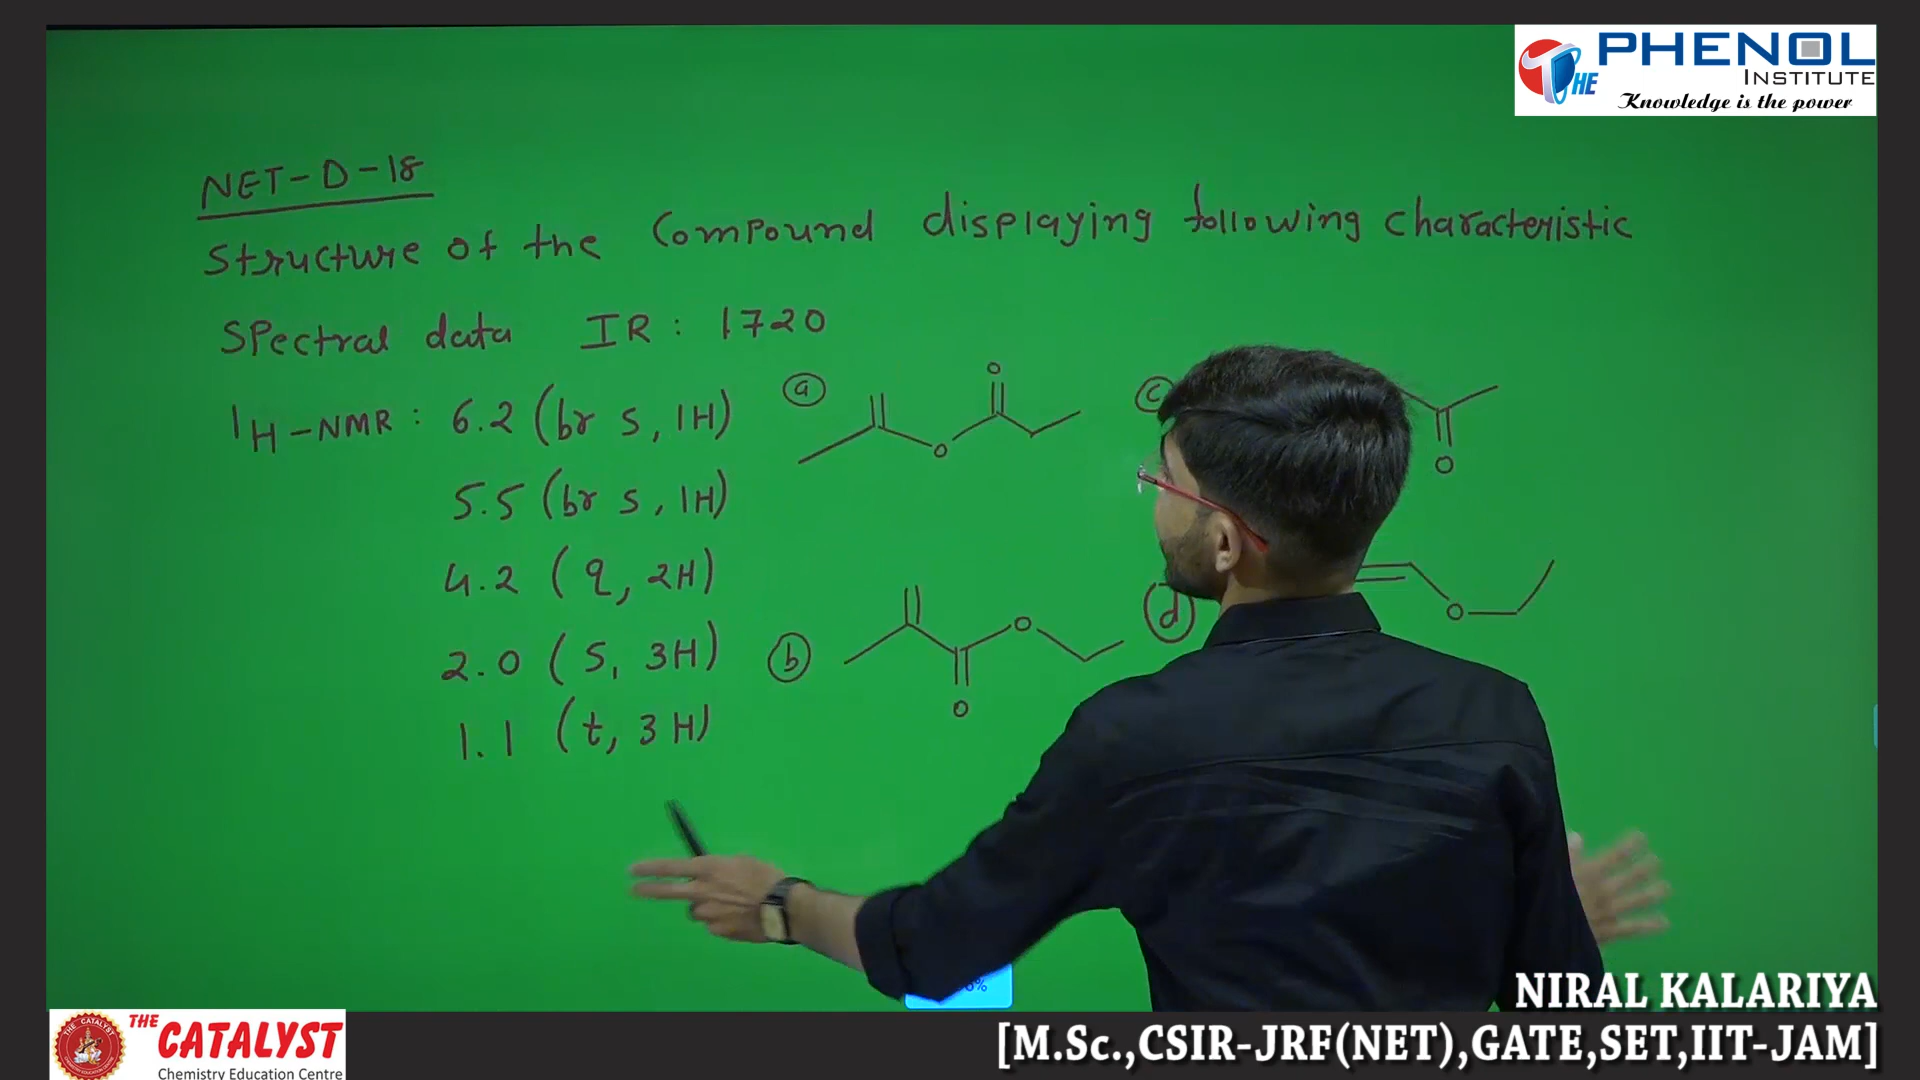 THE PHENOL
INSTITUTE
Knowledge is the power
NET-D-18
Structure of the Compound displaying following characteristic
Spectral data IR: 1720
1H-NMR: 6.2 (br s, 1H)
5.5 (br s, 1H)
4.2 (q, 2H)
2.0 (s, 3H)
1.1 (t, 3H)
a
O
O
c
O
b
O
O
d
O
NIRAL KALARIYA
[M.Sc.,CSIR-JRF(NET),GATE,SET,IIT-JAM]
THE CATALYST
Chemistry Education Centre